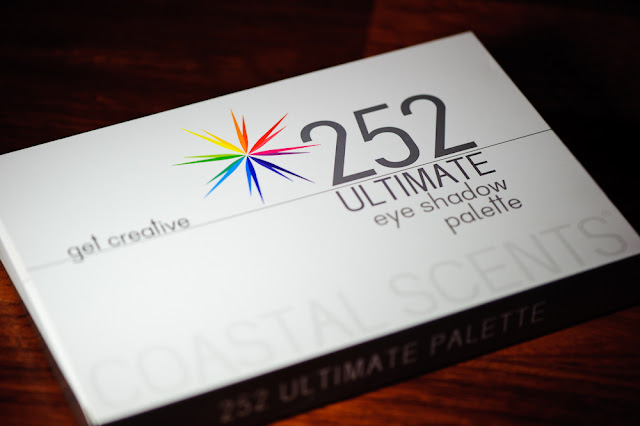 252
ULTIMATE
eye shadow
palette
get creative
COASTAL SCENTS®
252 ULTIMATE PALETTE